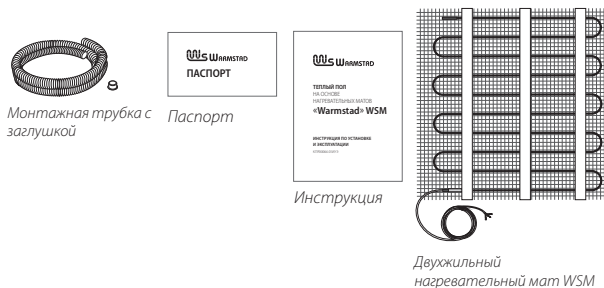 WS WARMSTAD
ПАСПОРТ
Монтажная трубка с
заглушкой
Паспорт
WS WARMSTAD
ТЕПЛЫЙ ПОЛ
НА ОСНОВЕ
НАГРЕВАТЕЛЬНЫХ МАТОВ
«Warmstad» WSM
ИНСТРУКЦИЯ ПО УСТАНОВКЕ
И ЭКСПЛУАТАЦИИ
Инструкция
Двухжильный
нагревательный мат WSM